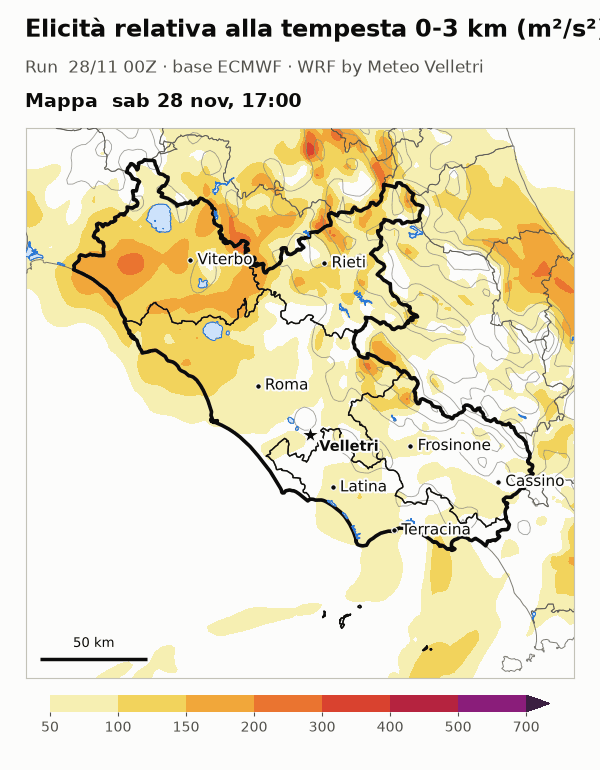 Elicità relativa alla tempesta 0-3 km (m²/s²)
Run 28/11 00Z · base ECMWF · WRF by Meteo Velletri
Mappa sab 28 nov, 17:00
Viterbo
Rieti
Roma
Velletri
Frosinone
Cassino
Latina
Terracina
50 km
50 100 150 200 300 400 500 700